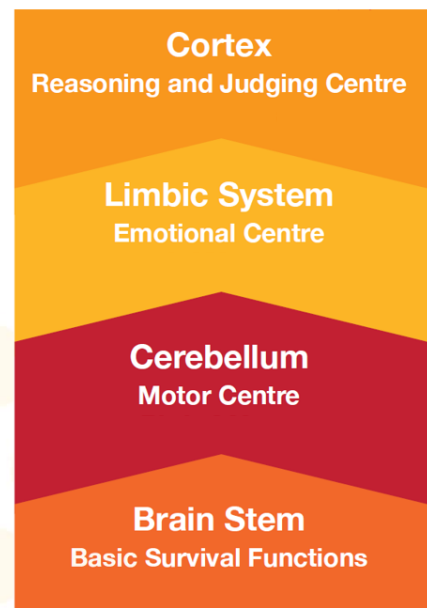 Cortex
Reasoning and Judging Centre
Limbic System
Emotional Centre
Cerebellum
Motor Centre
Brain Stem
Basic Survival Functions